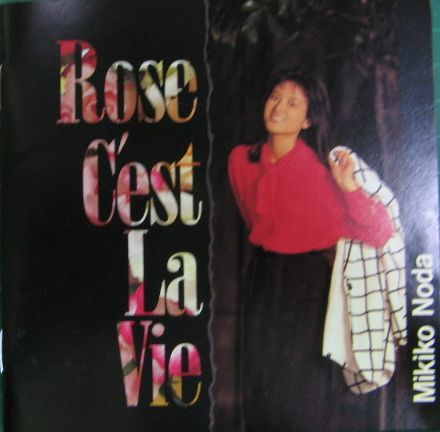 Rose
C'est
La
Vie
Mikiko Noda